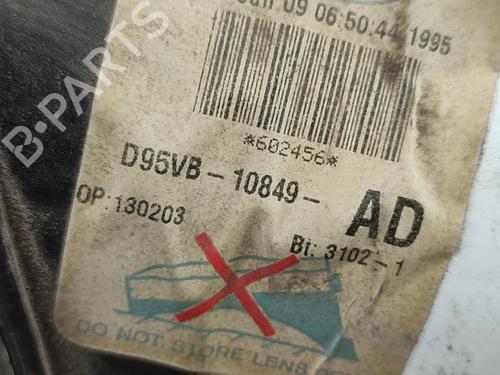 09 06:50:44 1995
*602456*
D95VB-10849-AD
OP:130203
Bt: 3102-1
DO NOT STORE LENS
B-PARTS